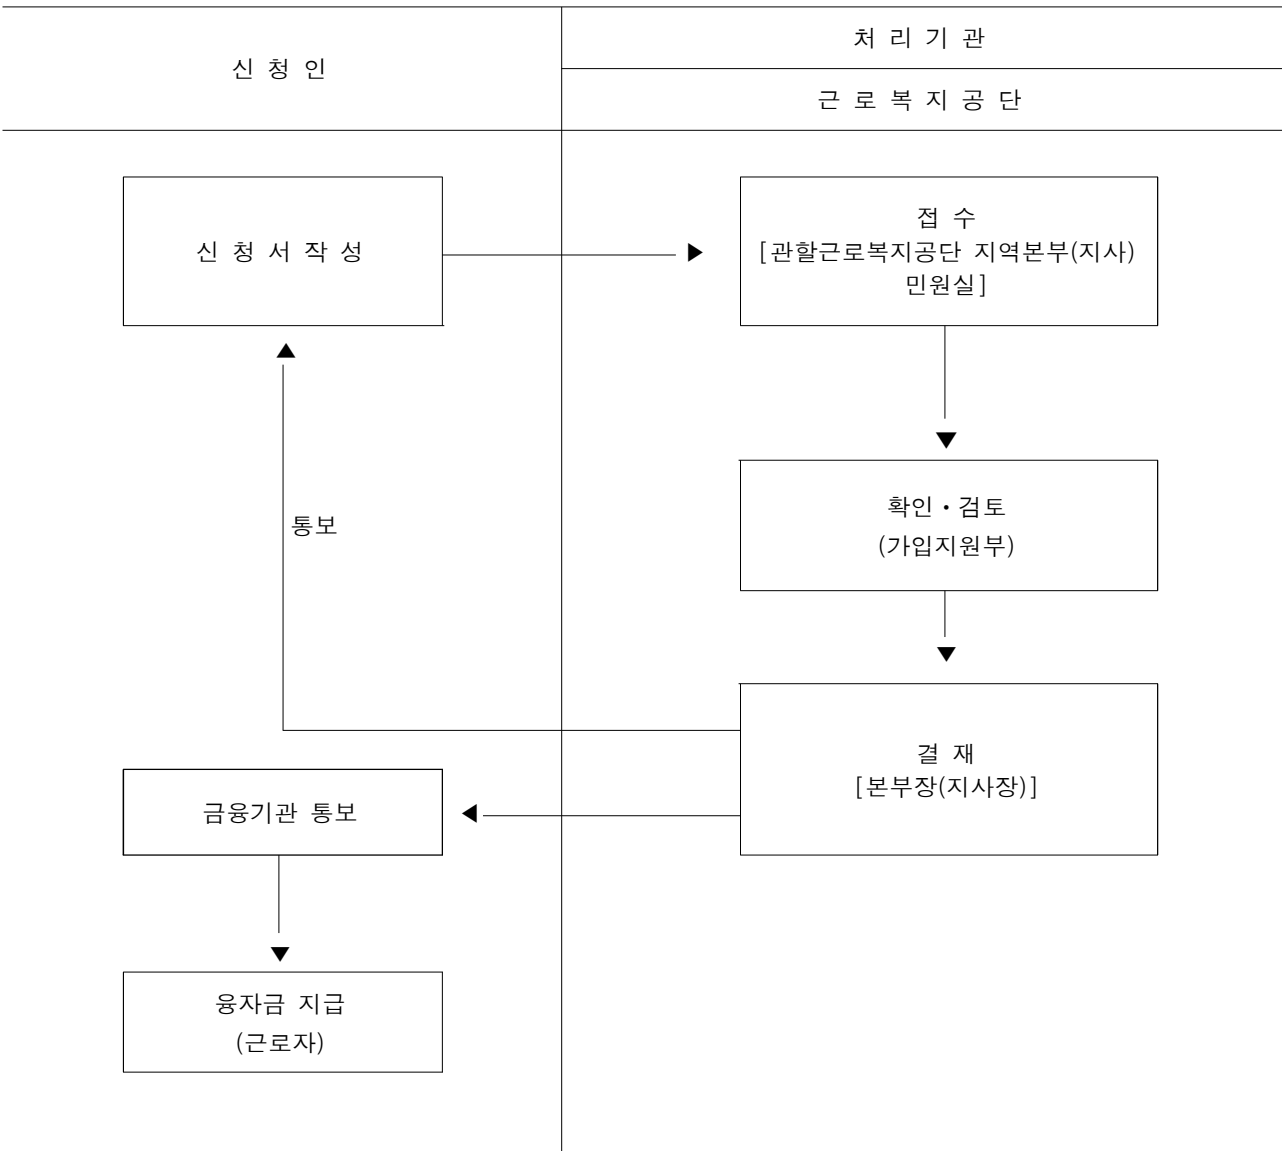 신 청 인
처 리 기 관
근 로 복 지 공 단
신 청 서 작 성
접 수
[관할근로복지공단 지역본부(지사)
민원실]
확인・검토
(가입지원부)
통보
결 재
[본부장(지사장)]
금융기관 통보
융자금 지급
(근로자)